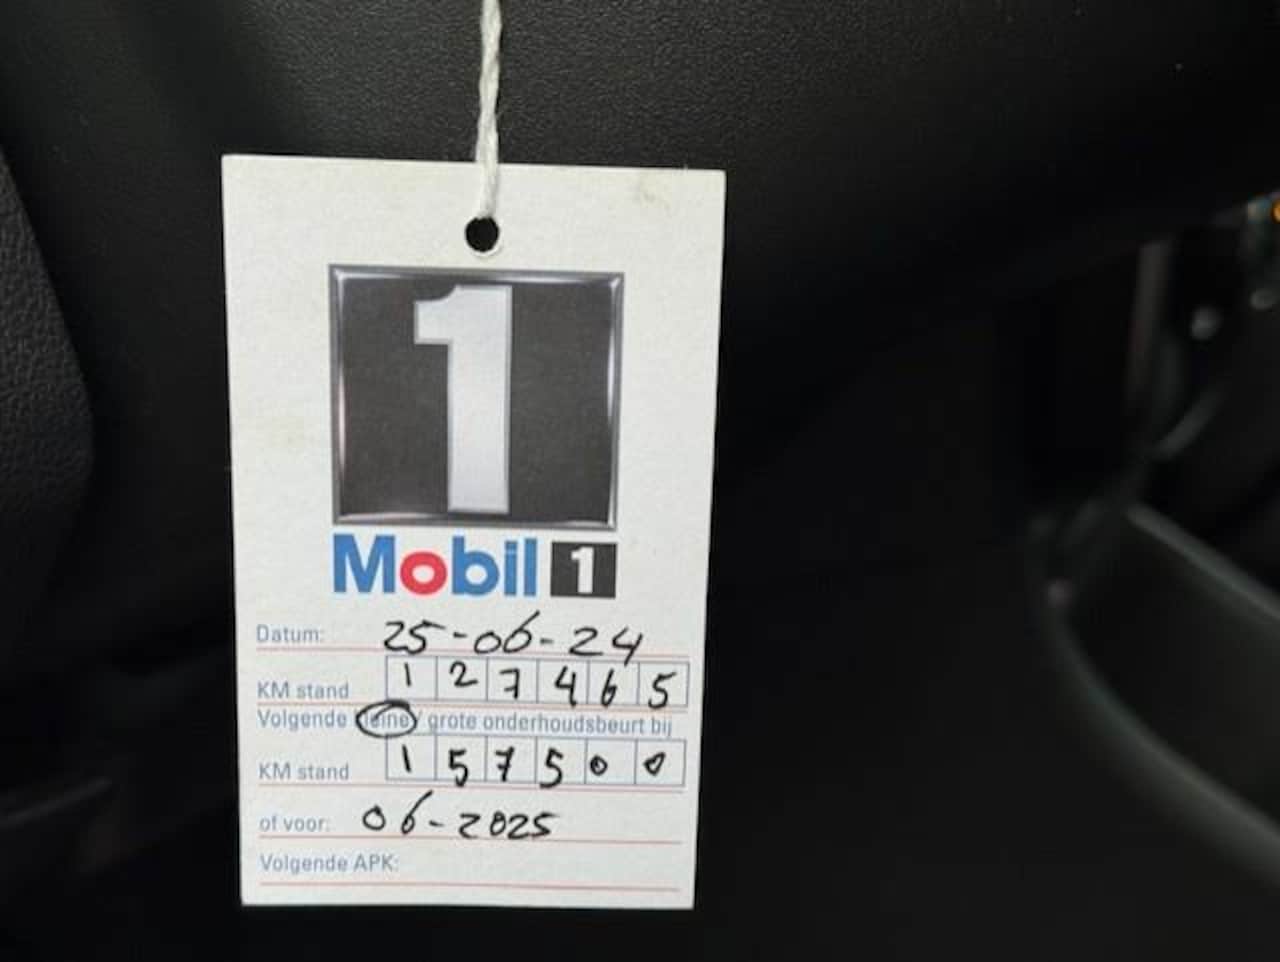 1
Mobil 1
Datum: 25-06-24
KM stand 127465
Volgende kleine / grote onderhoudsbeurt bij
KM stand 157500
of voor: 06-2025
Volgende APK: